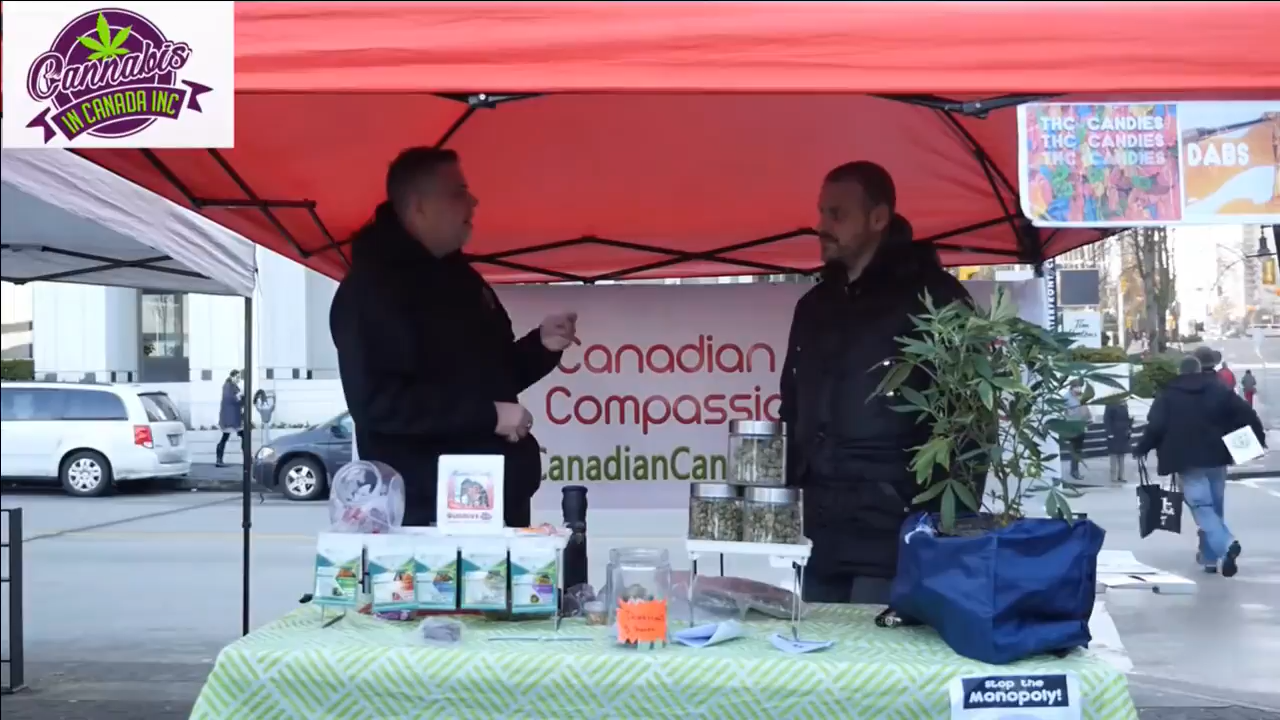 Cannabis
IN CANADA INC
THC CANDIES
THC CANDIES
THC CANDIES
DABS
Canadian
Compassio
CanadianCan
Stop the
Monopoly!